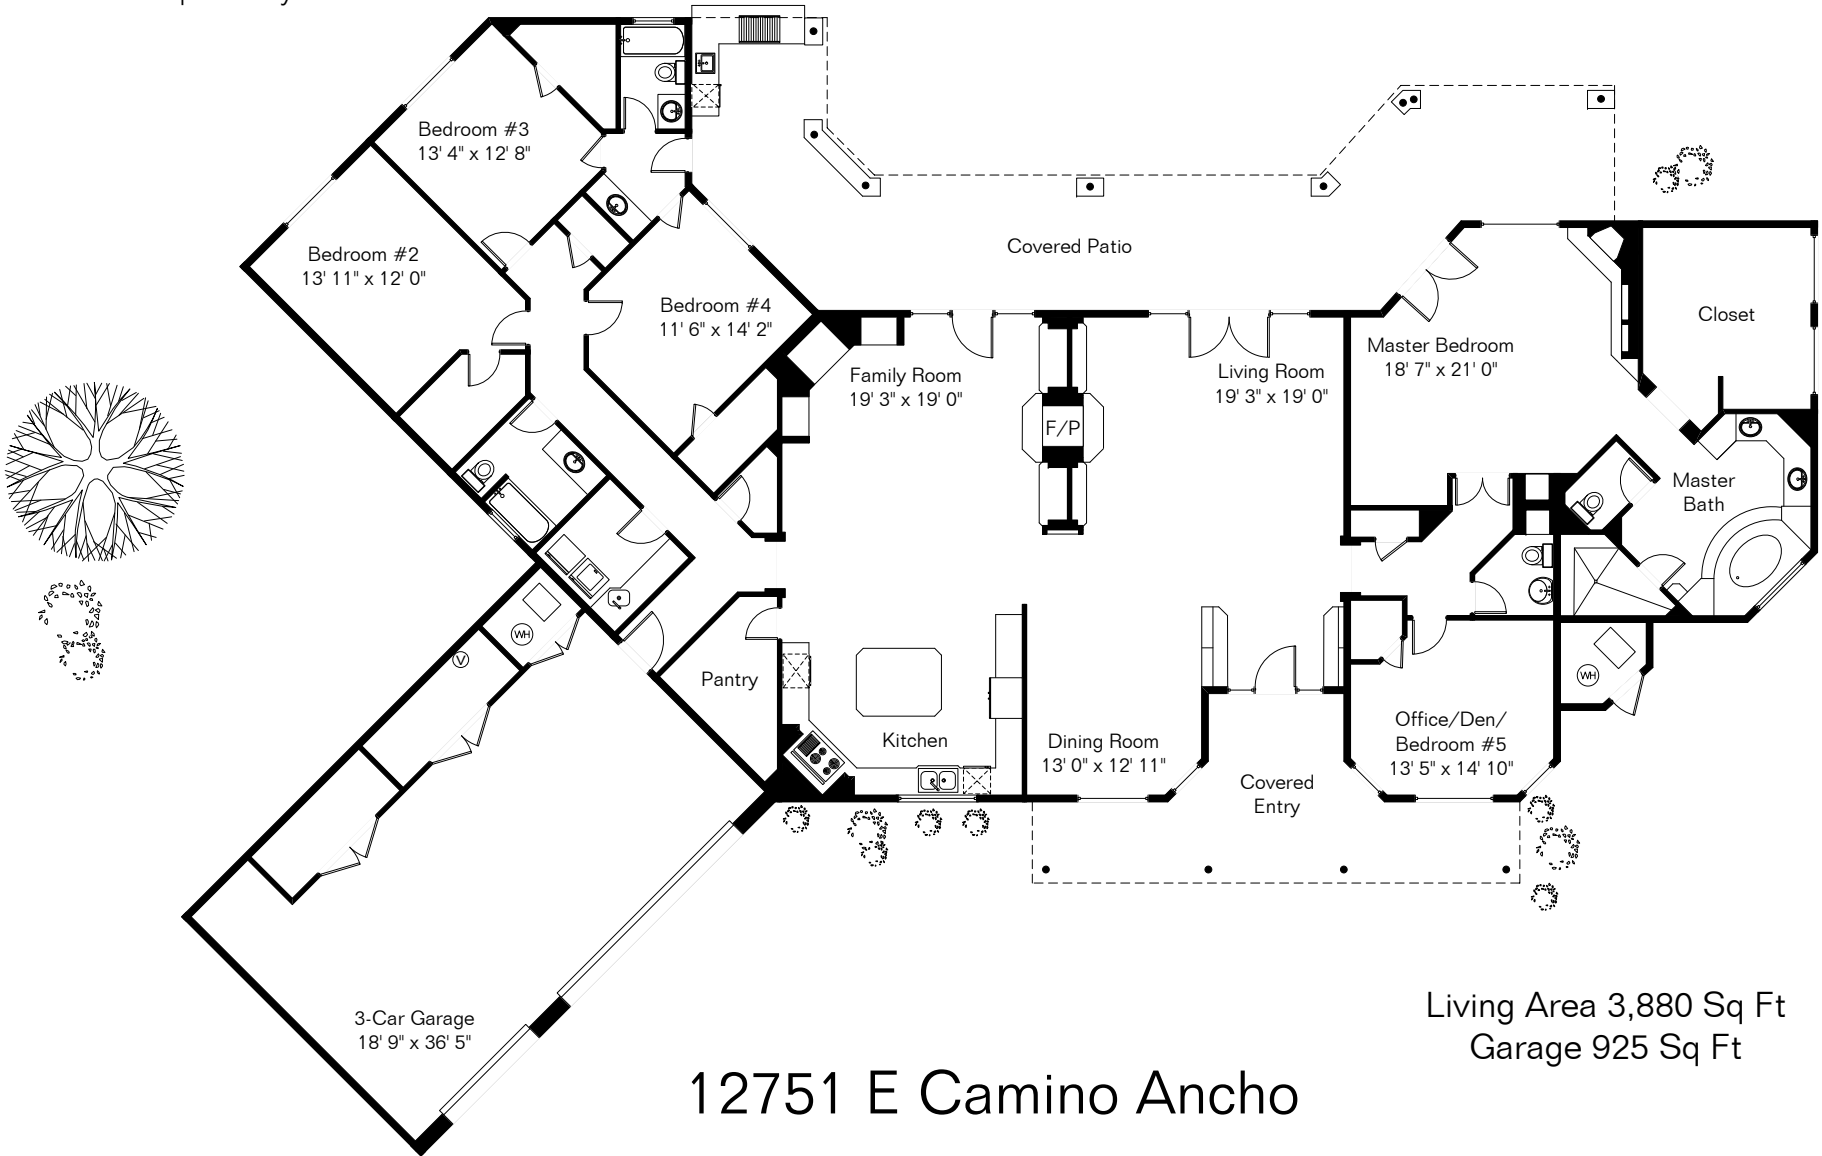 Bedroom #3
13' 4" x 12' 8"
Bedroom #2
13' 11" x 12' 0"
Bedroom #4
11' 6" x 14' 2"
Covered Patio
Family Room
19' 3" x 19' 0"
F/P
Living Room
19' 3" x 19' 0"
Master Bedroom
18' 7" x 21' 0"
Closet
Master
Bath
WH
V
Pantry
Kitchen
Dining Room
13' 0" x 12' 11"
Covered
Entry
Office/Den/
Bedroom #5
13' 5" x 14' 10"
WH
3-Car Garage
18' 9" x 36' 5"
Living Area 3,880 Sq Ft
Garage 925 Sq Ft
12751 E Camino Ancho